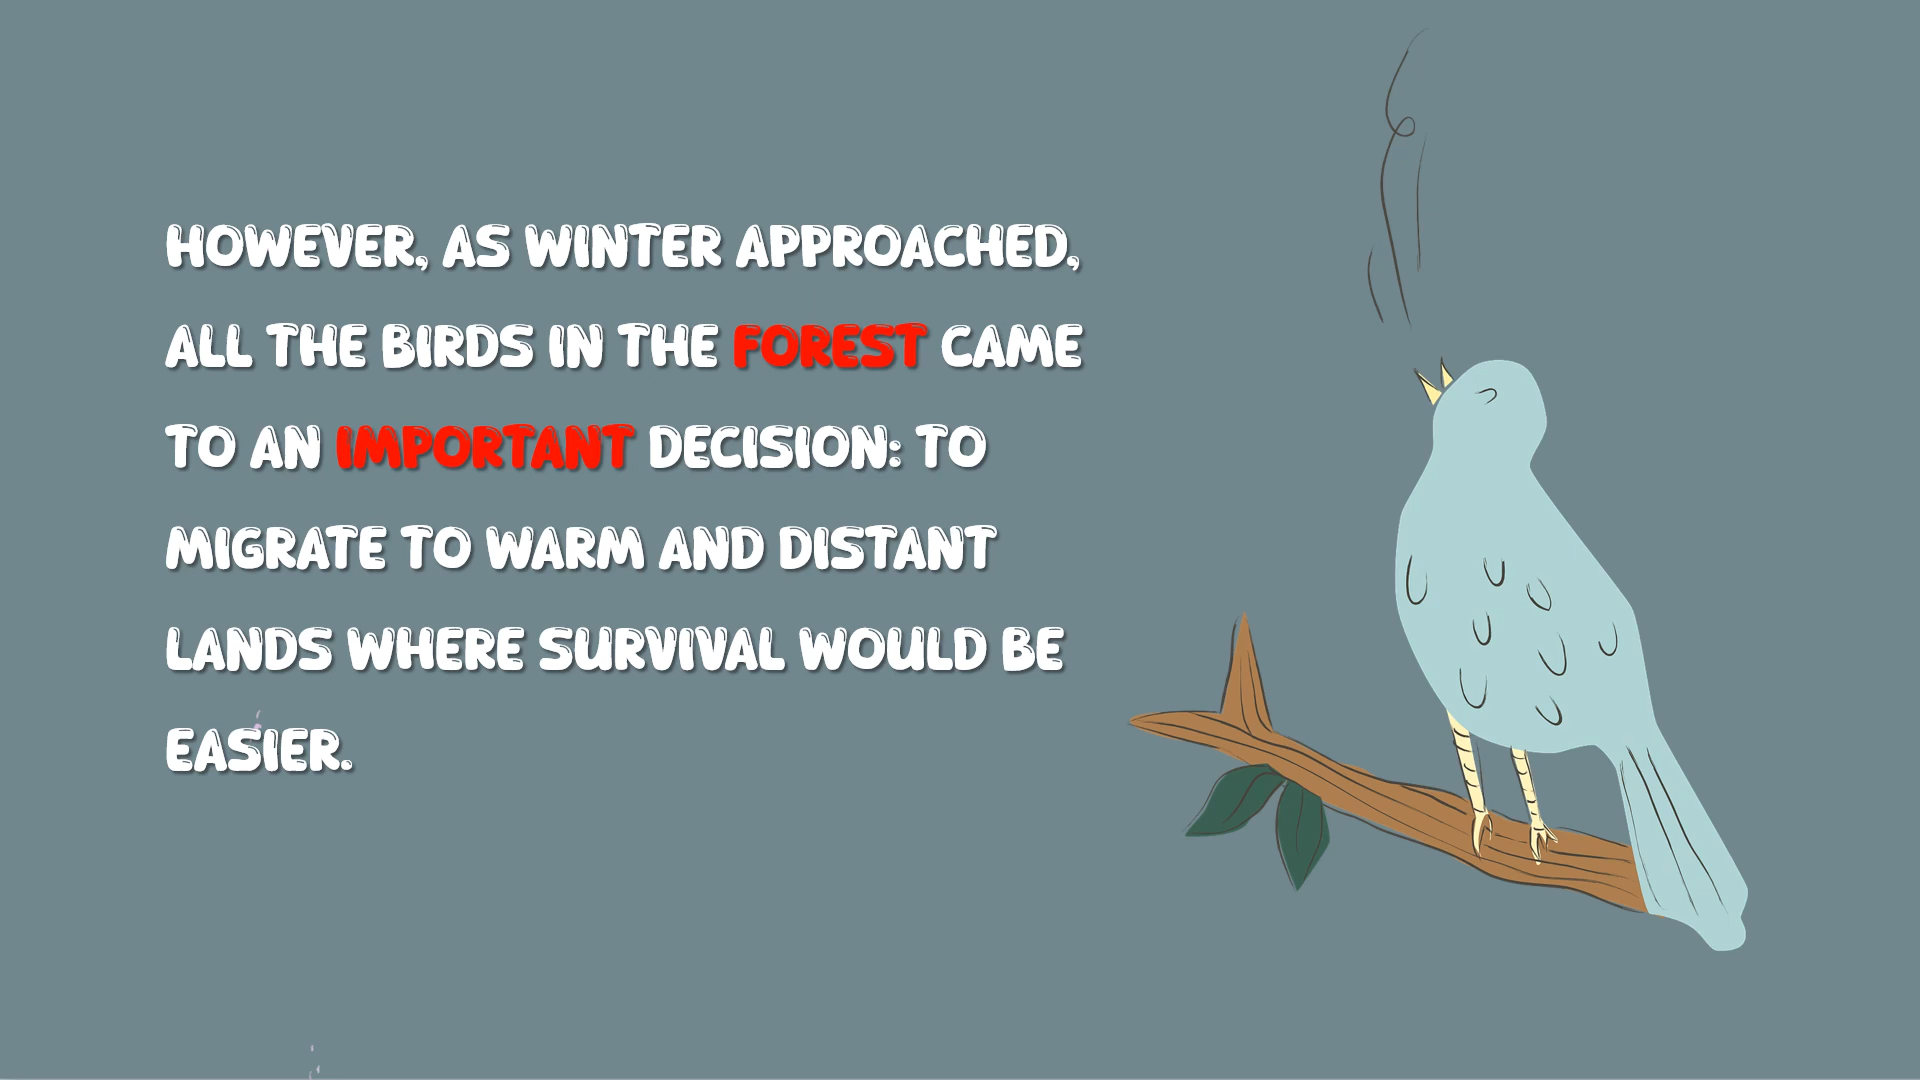 HOWEVER, AS WINTER APPROACHED,
ALL THE BIRDS IN THE FOREST CAME
TO AN IMPORTANT DECISION: TO
MIGRATE TO WARM AND DISTANT
LANDS WHERE SURVIVAL WOULD BE
EASIER.